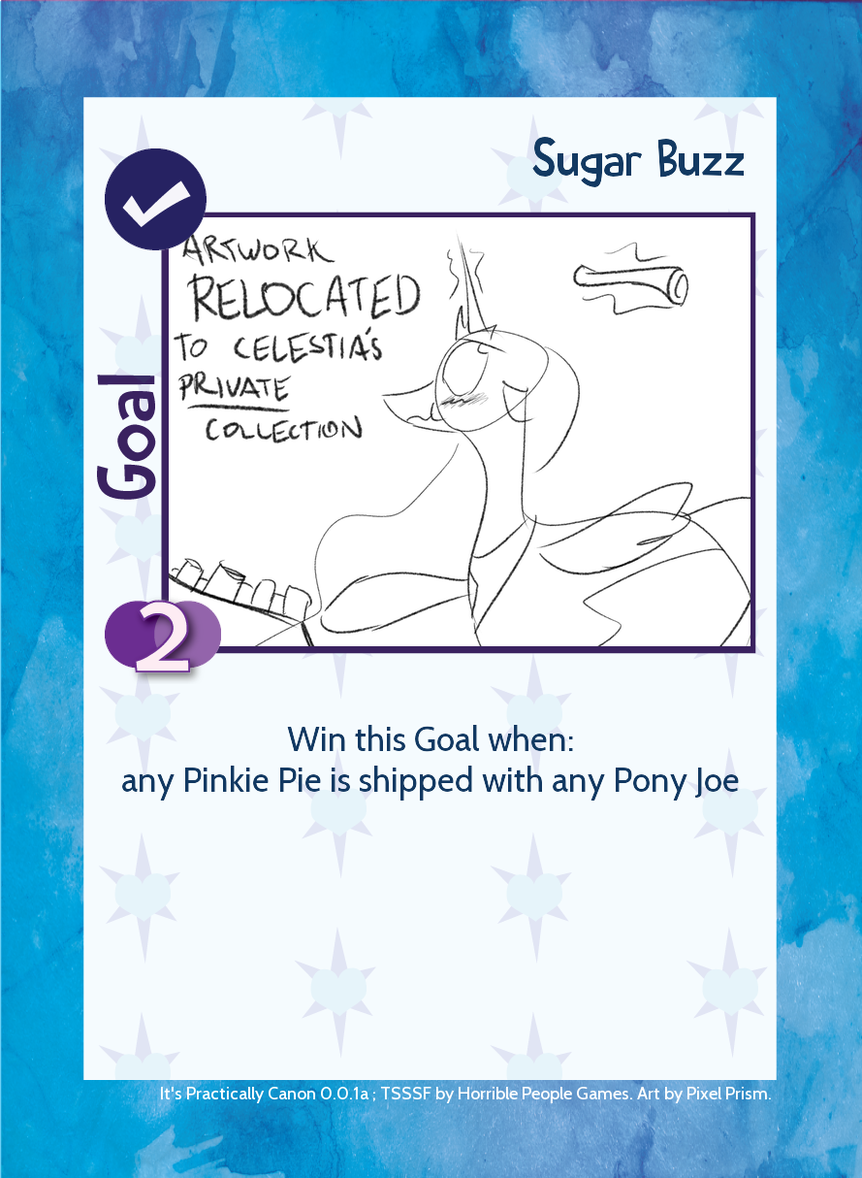 Sugar Buzz
ARTWORK
RELOCATED
TO CELESTIA'S
PRIVATE
COLLECTION
Goal
2
Win this Goal when:
any Pinkie Pie is shipped with any Pony Joe
It's Practically Canon 0.0.1a ; TSSSF by Horrible People Games. Art by Pixel Prism.